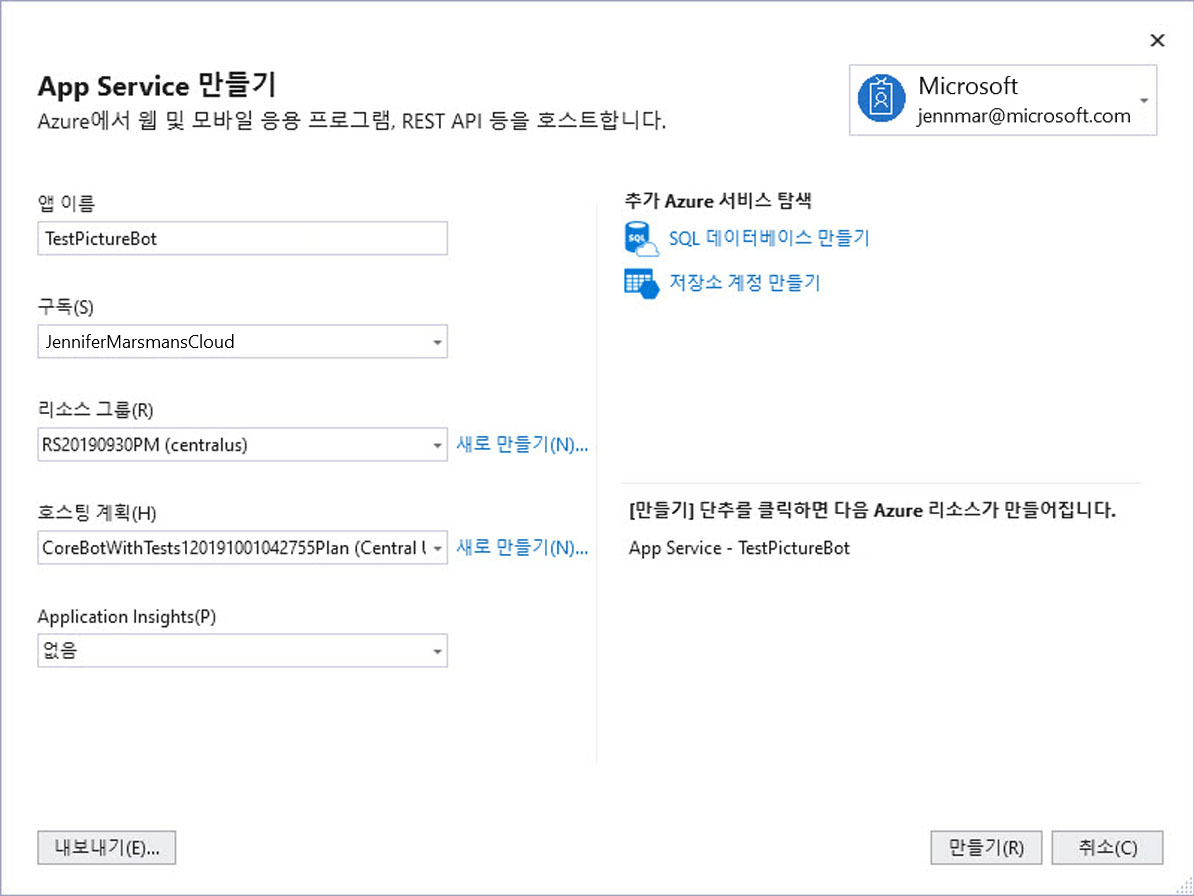 App Service 만들기
Azure에서 웹 및 모바일 응용 프로그램, REST API 등을 호스트합니다.
Microsoft
jennmar@microsoft.com
앱 이름
TestPictureBot
구독(S)
JenniferMarsmansCloud
리소스 그룹(R)
RS20190930PM (centralus)
새로 만들기(N)...
호스팅 계획(H)
CoreBotWithTests120191001042755Plan (Central U
새로 만들기(N)...
Application Insights(P)
없음
추가 Azure 서비스 탐색
SQL
SQL 데이터베이스 만들기
저장소 계정 만들기
[만들기] 단추를 클릭하면 다음 Azure 리소스가 만들어집니다.
App Service - TestPictureBot
내보내기(E)...
만들기(R)
취소(C)